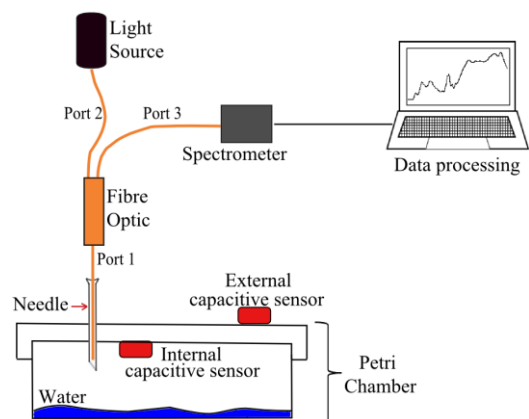 Light
Source
Port 2
Port 3
Spectrometer
Data processing
Fibre
Optic
Port 1
Needle
External
capacitive sensor
Internal
capacitive sensor
Petri
Chamber
Water